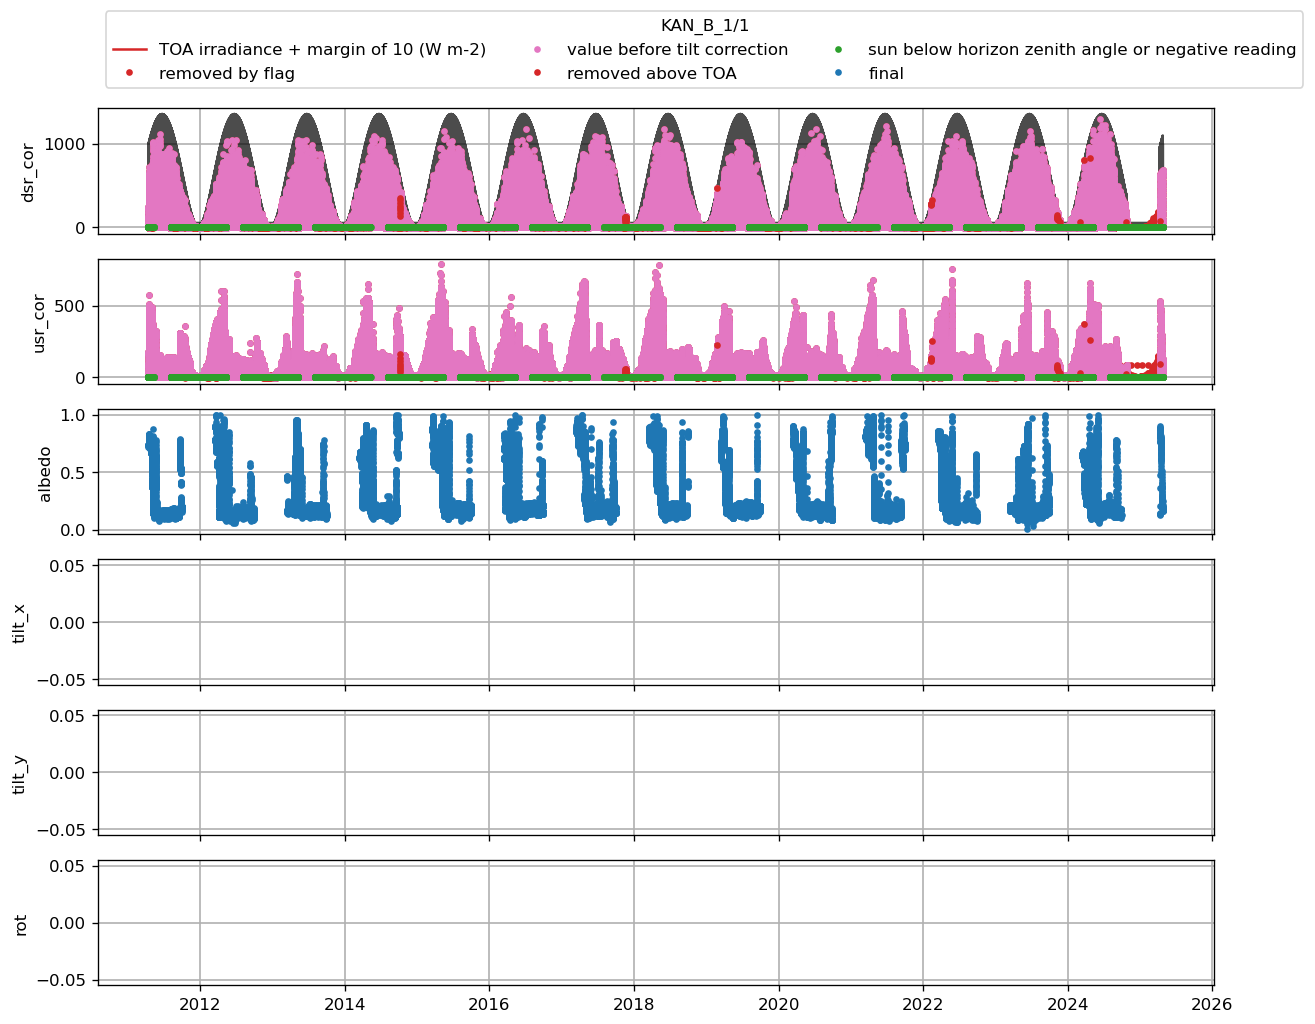 KAN_B_1/1
TOA irradiance + margin of 10 (W m-2)
removed by flag
value before tilt correction
removed above TOA
sun below horizon zenith angle or negative reading
final
dsr_cor
1000
0
usr_cor
500
0
albedo
1.0
0.5
0.0
tilt_x
0.05
0.00
−0.05
tilt_y
0.05
0.00
−0.05
rot
0.05
0.00
−0.05
2012 2014 2016 2018 2020 2022 2024 2026